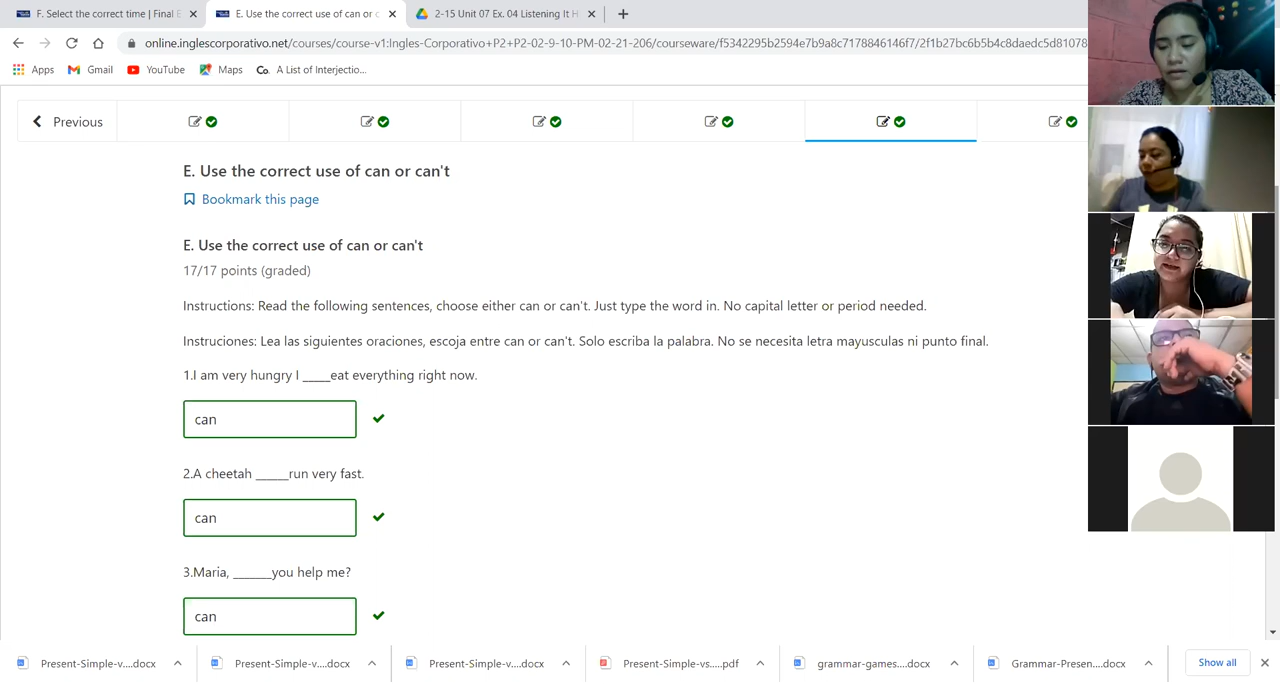 F. Select the correct time | Final E
E. Use the correct use of can or c
2-15 Unit 07 Ex. 04 Listening It H
online.inglescorporativo.net/courses/course-v1:Ingles-Corporativo+P2+P2-02-9-10-PM-02-21-206/courseware/f5342295b2594e7b9a8c7178846146f7/2f1b27bc6b5b4c8daedc5d81078
Apps
Gmail
YouTube
Maps
Co. A List of Interjectio...
Previous
E. Use the correct use of can or can't
Bookmark this page
E. Use the correct use of can or can't
17/17 points (graded)
Instructions: Read the following sentences, choose either can or can't. Just type the word in. No capital letter or period needed.
Instruciones: Lea las siguientes oraciones, escoja entre can or can't. Solo escriba la palabra. No se necesita letra mayusculas ni punto final.
1.I am very hungry I _____eat everything right now.
can
2.A cheetah ______run very fast.
can
3.Maria, _______you help me?
can
Present-Simple-v....docx
Present-Simple-v....docx
Present-Simple-v....docx
Present-Simple-vs.....pdf
grammar-games....docx
Grammar-Presen....docx
Show all